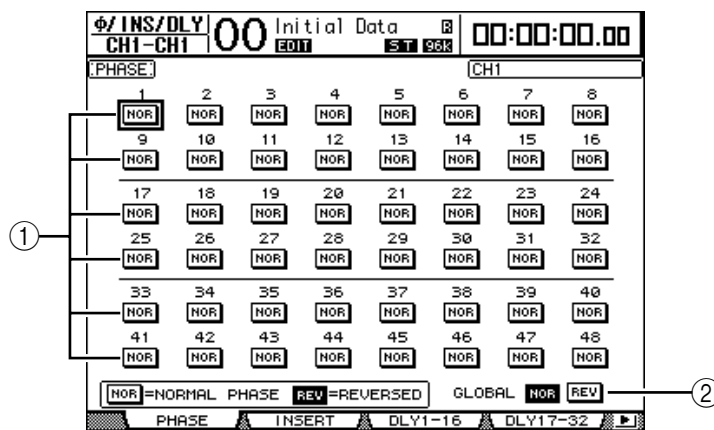 Φ/INS/DLY 00 Initial Data R 00:00:00.00
CH1-CH1 EDIT ST 96K
PHASE CH1
1 2 3 4 5 6 7 8
NOR NOR NOR NOR NOR NOR NOR NOR
9 10 11 12 13 14 15 16
NOR NOR NOR NOR NOR NOR NOR NOR
17 18 19 20 21 22 23 24
NOR NOR NOR NOR NOR NOR NOR NOR
1
25 26 27 28 29 30 31 32
NOR NOR NOR NOR NOR NOR NOR NOR
33 34 35 36 37 38 39 40
NOR NOR NOR NOR NOR NOR NOR NOR
41 42 43 44 45 46 47 48
NOR NOR NOR NOR NOR NOR NOR NOR
NOR=NORMAL PHASE REV=REVERSED GLOBAL NOR REV 2
PHASE INSERT DLY1-16 DLY17-32